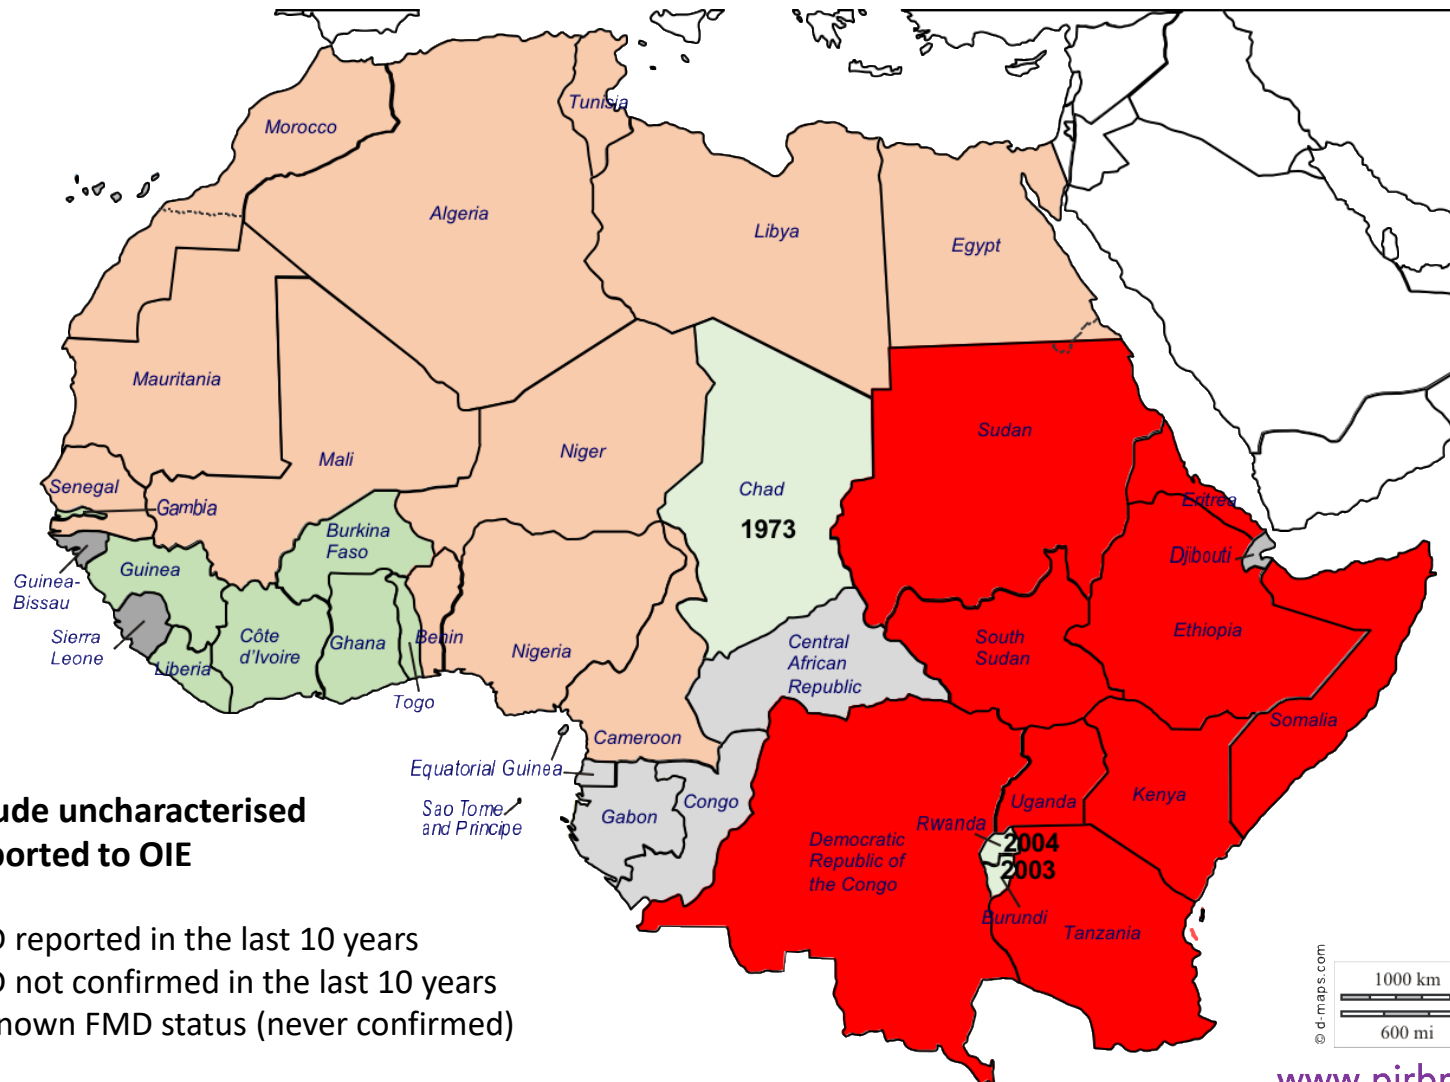 Tunisia
Morocco
Algeria
Libya
Egypt
Mauritania
Mali
Niger
Chad
1973
Sudan
Eritrea
Senegal
Gambia
Burkina
Faso
Djibouti
Guinea-
Bissau
Guinea
Sierra
Leone
Liberia
Côte
d'Ivoire
Ghana
Benin
Togo
Nigeria
Central
African
Republic
South
Sudan
Ethiopia
Somalia
Cameroon
Equatorial Guinea
Sao Tome
and Principe
Gabon
Congo
Democratic
Republic of
the Congo
Uganda
Kenya
Rwanda
2004
2003
Burundi
Tanzania
ude uncharacterised
ported to OIE
D reported in the last 10 years
D not confirmed in the last 10 years
nown FMD status (never confirmed)
© d-maps.com
1000 km
600 mi